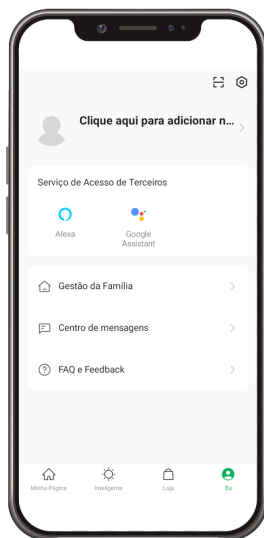 Clique aqui para adicionar n...
Serviço de Acesso de Terceiros
Alexa
Google
Assistant
Gestão da Família
Centro de mensagens
FAQ e Feedback
Minha Página
Inteligente
Loja
Eu